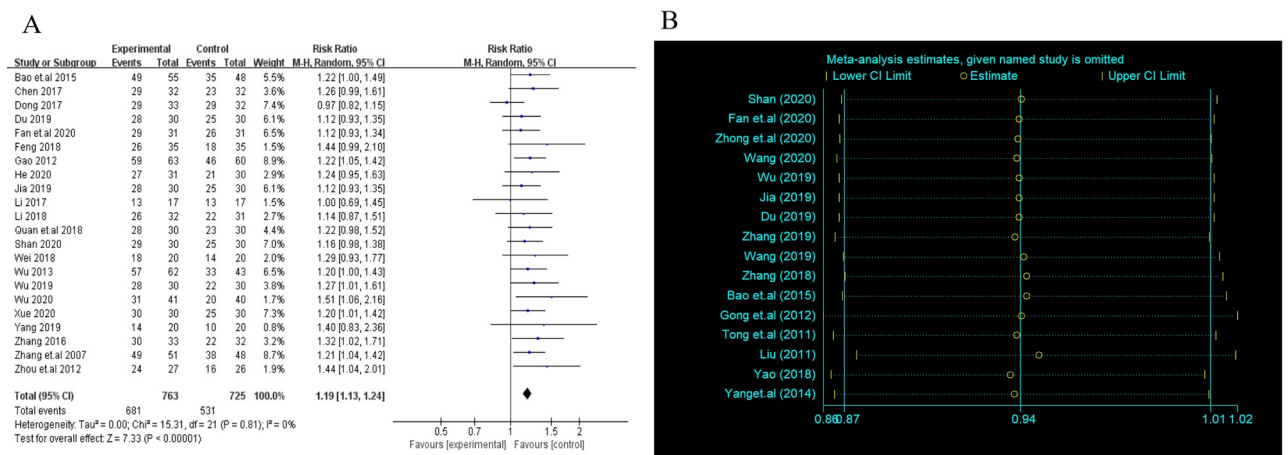 A
Experimental Control Risk Ratio Risk Ratio
Study or Subgroup Events Total Events Total Weight M-H, Random, 95% CI M-H, Random, 95% CI
Bao et.al 2015 49 55 35 48 5.5% 1.22 [1.00, 1.49]
Chen 2017 29 32 23 32 3.6% 1.26 [0.99, 1.61]
Dong 2017 29 33 29 32 7.4% 0.97 [0.82, 1.15]
Du 2019 28 30 25 30 6.1% 1.12 [0.93, 1.35]
Fan et.al 2020 29 31 26 31 6.2% 1.12 [0.93, 1.34]
Feng 2018 26 35 18 35 1.5% 1.44 [0.99, 2.10]
Gao 2012 59 63 46 60 8.9% 1.22 [1.05, 1.42]
He 2020 27 31 21 30 3.0% 1.24 [0.95, 1.63]
Jia 2019 28 30 25 30 6.1% 1.12 [0.93, 1.35]
Li 2017 13 17 13 17 1.5% 1.00 [0.69, 1.45]
Li 2018 26 32 22 31 2.8% 1.14 [0.87, 1.51]
Quan et.al 2018 28 30 23 30 4.5% 1.22 [0.98, 1.52]
Shan 2020 29 30 25 30 7.0% 1.16 [0.98, 1.38]
Wei 2018 18 20 14 20 2.0% 1.29 [0.93, 1.77]
Wu 2013 57 62 33 43 6.2% 1.20 [1.00, 1.43]
Wu 2019 28 30 22 30 3.8% 1.27 [1.01, 1.61]
Wu 2020 31 41 20 40 1.7% 1.51 [1.06, 2.16]
Xue 2020 30 30 25 30 7.3% 1.20 [1.01, 1.42]
Yang 2019 14 20 10 20 0.8% 1.40 [0.83, 2.36]
Zhang 2016 30 33 22 32 3.2% 1.32 [1.02, 1.71]
Zhang et.al 2007 49 51 38 48 8.5% 1.21 [1.04, 1.42]
Zhou et.al 2012 24 27 16 26 2.0% 1.44 [1.04, 2.01]
Total (95% CI) 763 725 100.0% 1.19 [1.13, 1.24]
Total events 681 531
Heterogeneity: Tau² = 0.00; Chi² = 15.31, df = 21 (P = 0.81); I² = 0%
Test for overall effect: Z = 7.33 (P < 0.00001)
0.5 0.7 1 1.5 2
Favours [experimental] Favours [control]
B
Meta-analysis estimates, given named study is omitted
Lower CI Limit Estimate Upper CI Limit
Shan (2020)
Fan et.al (2020)
Zhong et.al (2020)
Wang (2020)
Wu (2019)
Jia (2019)
Du (2019)
Zhang (2019)
Wang (2019)
Zhang (2018)
Bao et.al (2015)
Gong et.al (2012)
Tong et.al (2011)
Liu (2011)
Yao (2018)
Yanget.al (2014)
0.86 0.87 0.94 1.01 1.02